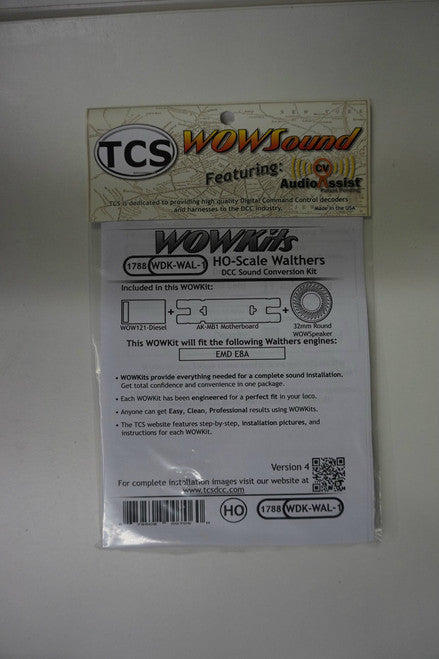 TCS
WOWSound
Featuring:
CV
AudioAssist
Patent Pending
TCS is dedicated to providing high quality Digital Command Control decoders
and harnesses to the DCC industry.
Made in the USA
WOWKits
1788 WDK-WAL-1
HO-Scale Walthers
DCC Sound Conversion Kit
Included in this WOWKit:
+
+
WOW121-Diesel
AK-MB1 Motherboard
32mm Round
WOWSpeaker
This WOWKit will fit the following Walthers engines:
EMD E8A
• WOWKits provide everything needed for a complete sound installation.
Get total confidence and convenience in one package.
• Each WOWKit has been engineered for a perfect fit in your loco.
• Anyone can get Easy, Clean, Professional results using WOWKits.
• The TCS website features step-by-step, installation pictures, and
instructions for each WOWKit.
Version 4
For complete installation images visit our website at
www.tcsdcc.com
HO
1788 WDK-WAL-1